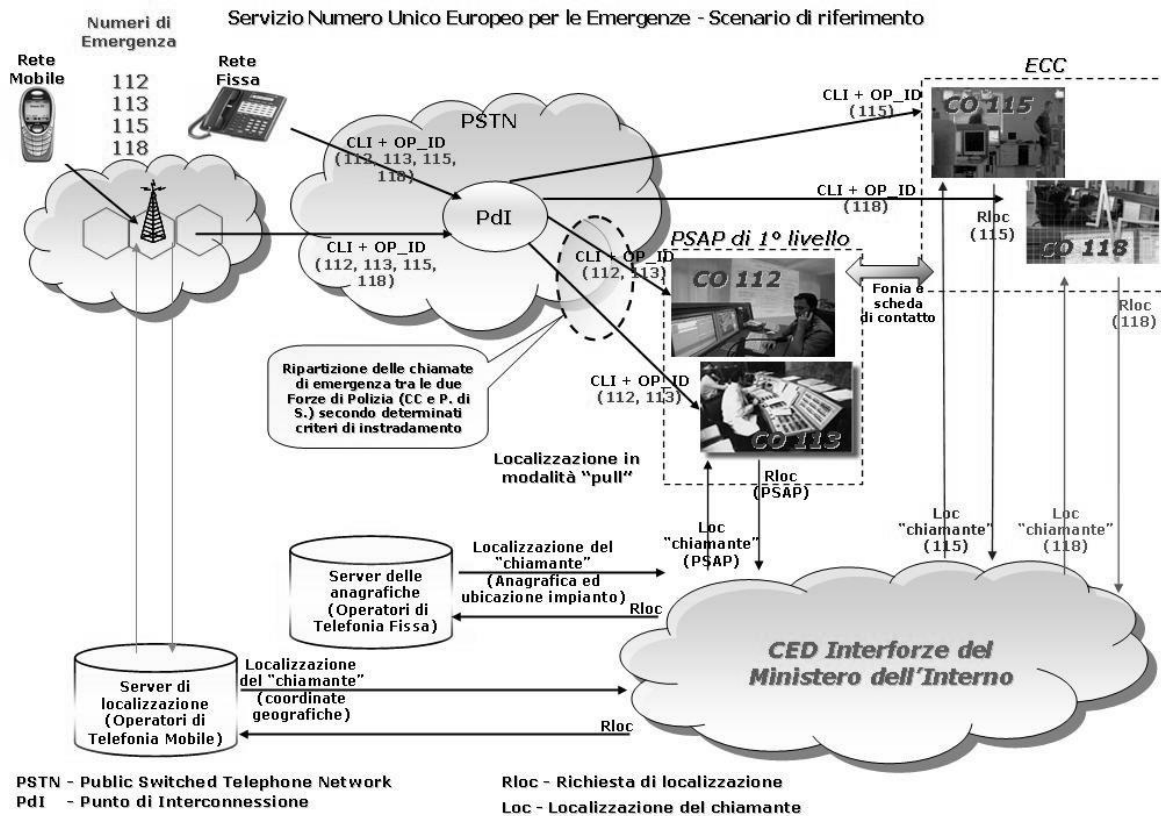 Servizio Numero Unico Europeo per le Emergenze - Scenario di riferimento
Numeri di
Emergenza
112
113
115
118
Rete
Mobile
Rete
Fissa
PSTN
CLI + OP_ID
(112, 113, 115,
118)
PdI
CLI + OP_ID
(112, 113, 115,
118)
CLI + OP_ID
(115)
ECC
CO 115
CLI + OP_ID
(118)
Rloc
(115)
CO 118
Rloc
(118)
PSAP di 1° livello
CLI + OP_ID
(112, 113)
CO 112
Fonia e
scheda
di contatto
CLI + OP_ID
(112, 113)
CO 113
Ripartizione delle chiamate
di emergenza tra le due
Forze di Polizia (CC e P. di
S.) secondo determinati
criteri di instradamento
Localizzazione in
modalità “pull”
Rloc
(PSAP)
Loc
“chiamante”
(PSAP)
Loc
“chiamante”
(115)
Loc
“chiamante”
(118)
Server delle
anagrafiche
(Operatori di
Telefonia Fissa)
Localizzazione del
“chiamante”
(Anagrafica ed
ubicazione impianto)
Rloc
CED Interforze del
Ministero dell’Interno
Server di
localizzazione
(Operatori di
Telefonia Mobile)
Localizzazione
del “chiamante”
(coordinate
geografiche)
Rloc
PSTN - Public Switched Telephone Network
PdI - Punto di Interconnessione
Rloc - Richiesta di localizzazione
Loc - Localizzazione del chiamante